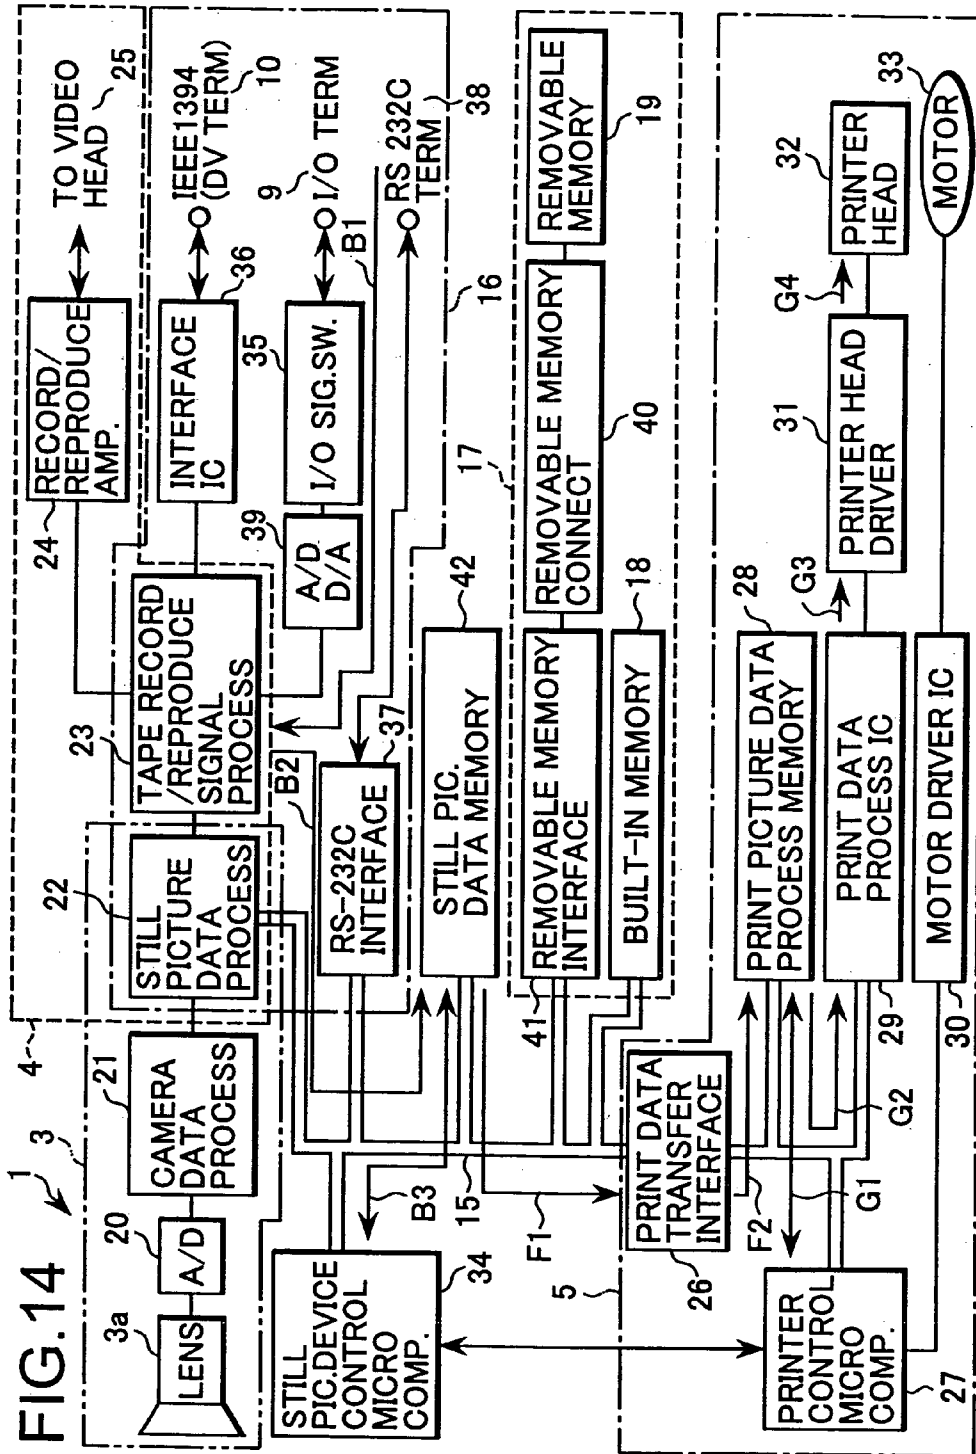 FIG.14
1
3
4
3a
LENS
20
A/D
21
CAMERA
DATA
PROCESS
22
STILL
PICTURE
DATA
PROCESS
23
TAPE RECORD
/REPRODUCE
SIGNAL
PROCESS
24
RECORD/
REPRODUCE
AMP.
TO VIDEO
HEAD
25
INTERFACE
IC
36
IEEE1394
(DV TERM)
10
39
A/D
D/A
35
I/O SIG.SW.
9
I/O TERM
RS 232C
TERM
38
B1
16
B2
RS-232C
INTERFACE
37
STILL PIC.
DATA MEMORY
42
STILL
PIC.DEVICE
CONTROL
MICRO
COMP.
34
B3
15
F1
17
41
REMOVABLE MEMORY
INTERFACE
REMOVABLE MEMORY
CONNECT
40
REMOVABLE
MEMORY
19
BUILT-IN MEMORY
18
5
PRINT DATA
TRANSFER
INTERFACE
26
F2
G1
G2
PRINTER
CONTROL
MICRO
COMP.
27
PRINT PICTURE DATA
PROCESS MEMORY
28
PRINT DATA
PROCESS IC
29
MOTOR DRIVER IC
30
G3
PRINTER HEAD
DRIVER
31
G4
PRINTER
HEAD
32
MOTOR
33